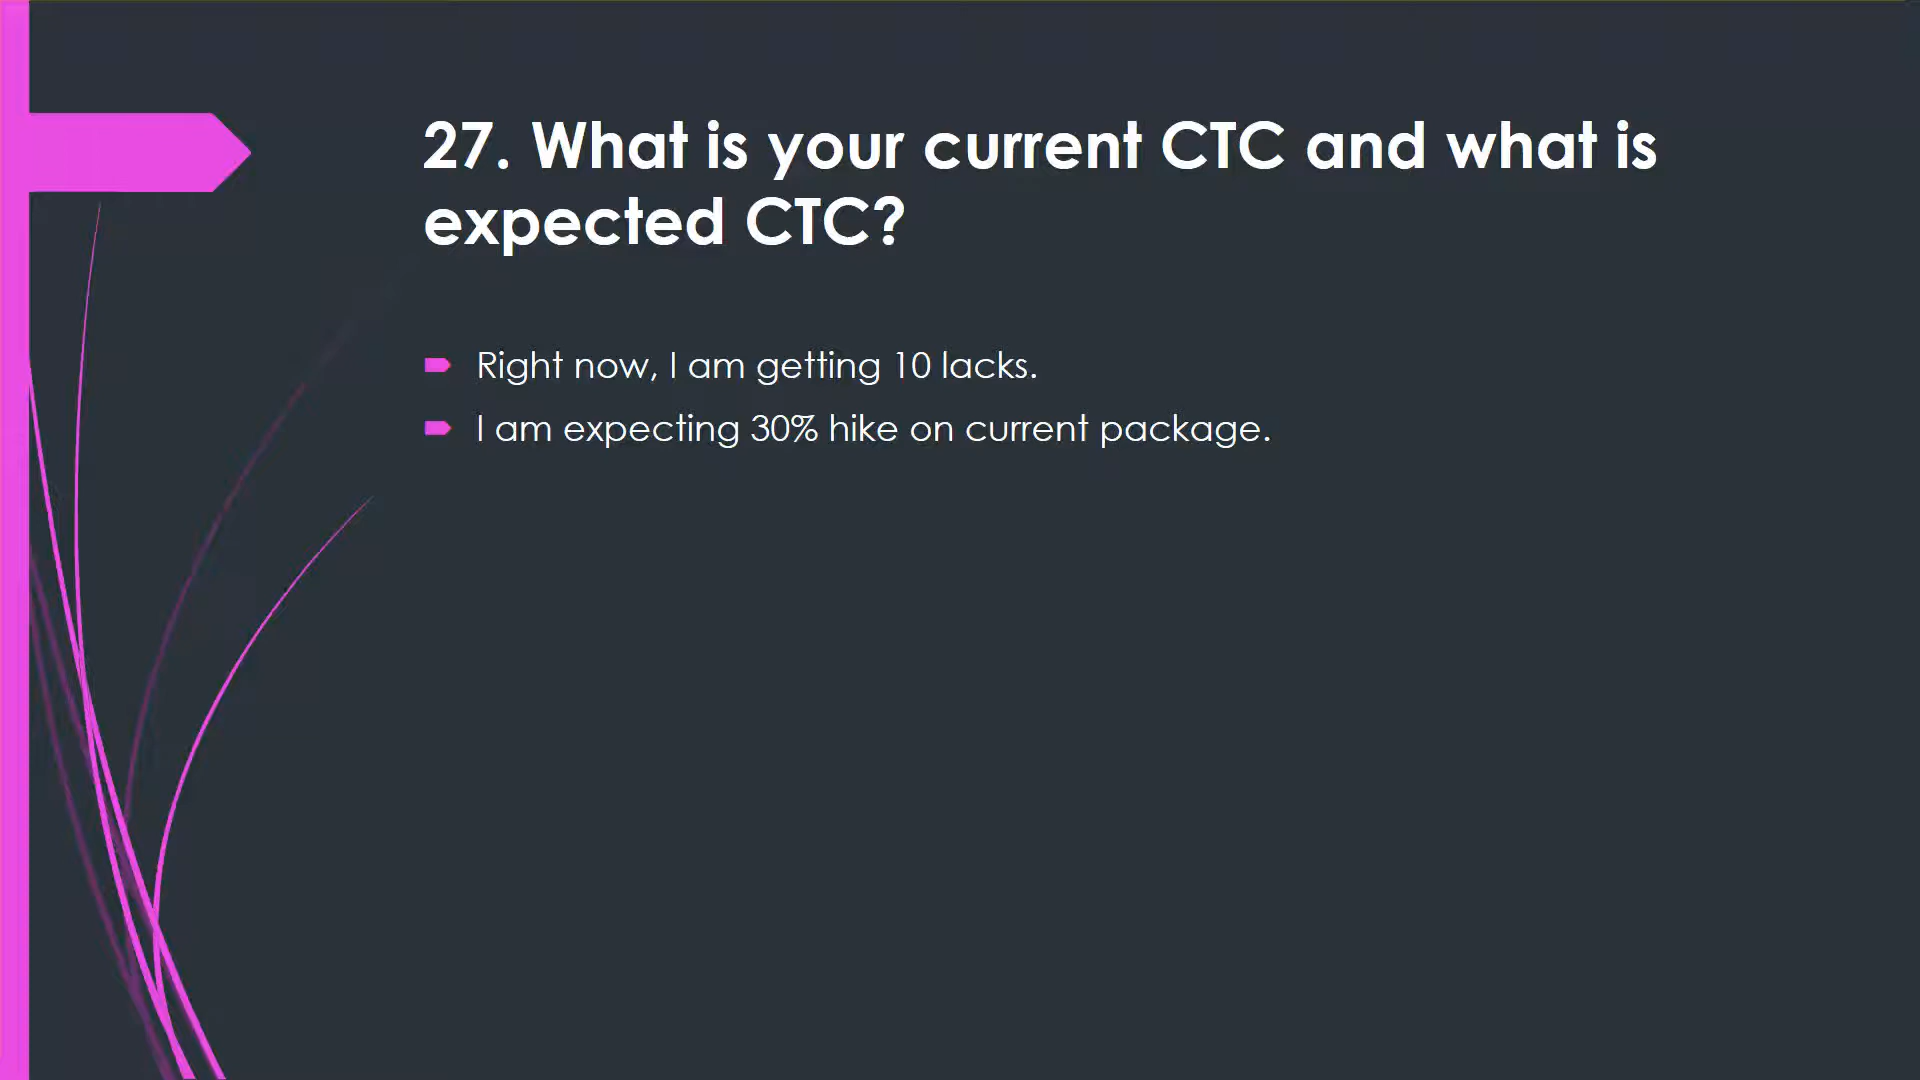 27. What is your current CTC and what is
expected CTC?
Right now, I am getting 10 lacks.
I am expecting 30% hike on current package.